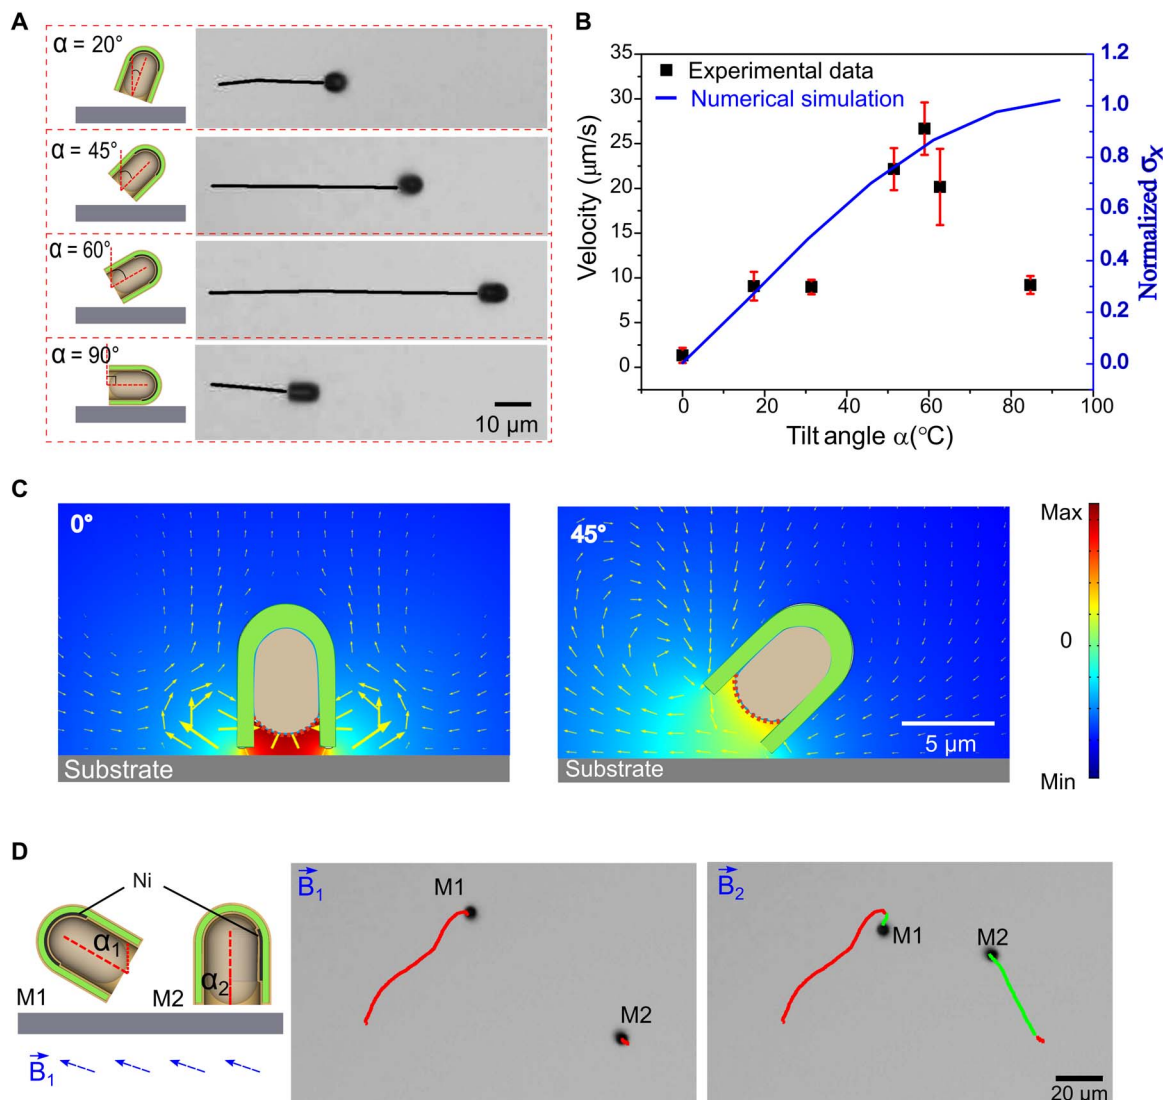 A
α = 20°
α = 45°
α = 60°
α = 90°
10 µm
B
Experimental data
Numerical simulation
35
30
25
20
15
10
5
0
Velocity (µm/s)
1.2
1.0
0.8
0.6
0.4
0.2
0.0
Normalized σx
0
20
40
60
80
100
Tilt angle α(°C)
C
0°
Substrate
45°
5 µm
Substrate
Max
0
Min
D
Ni
α1
α2
M1
M2
B1
B1
M1
M2
B2
M1
M2
20 µm